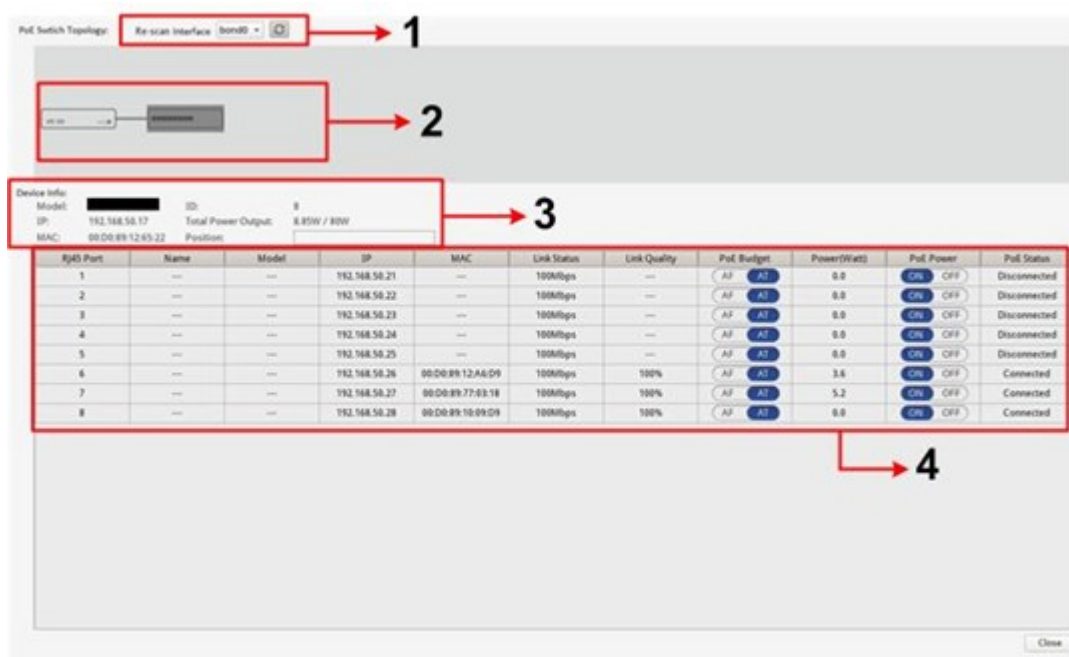 PoE Swtich Topology: Re-scan Interface bond0 1
2
Device Info:
Model: ID: 8
IP: 192.168.50.17 Total Power Output: 8.85W / 80W
MAC: 00:D0:89:12:65:22 Position:
3
RJ45 Port Name Model IP MAC Link Status Link Quality PoE Budget Power(Watt) PoE Power PoE Status
1 --- --- 192.168.50.21 --- 100Mbps --- AF AT 0.0 ON OFF Disconnected
2 --- --- 192.168.50.22 --- 100Mbps --- AF AT 0.0 ON OFF Disconnected
3 --- --- 192.168.50.23 --- 100Mbps --- AF AT 0.0 ON OFF Disconnected
4 --- --- 192.168.50.24 --- 100Mbps --- AF AT 0.0 ON OFF Disconnected
5 --- --- 192.168.50.25 --- 100Mbps --- AF AT 0.0 ON OFF Disconnected
6 --- --- 192.168.50.26 00:D0:89:12:A6:D9 100Mbps 100% AF AT 3.6 ON OFF Connected
7 --- --- 192.168.50.27 00:D0:89:77:03:18 100Mbps 100% AF AT 5.2 ON OFF Connected
8 --- --- 192.168.50.28 00:D0:89:10:09:D9 100Mbps 100% AF AT 0.0 ON OFF Connected
4
Close